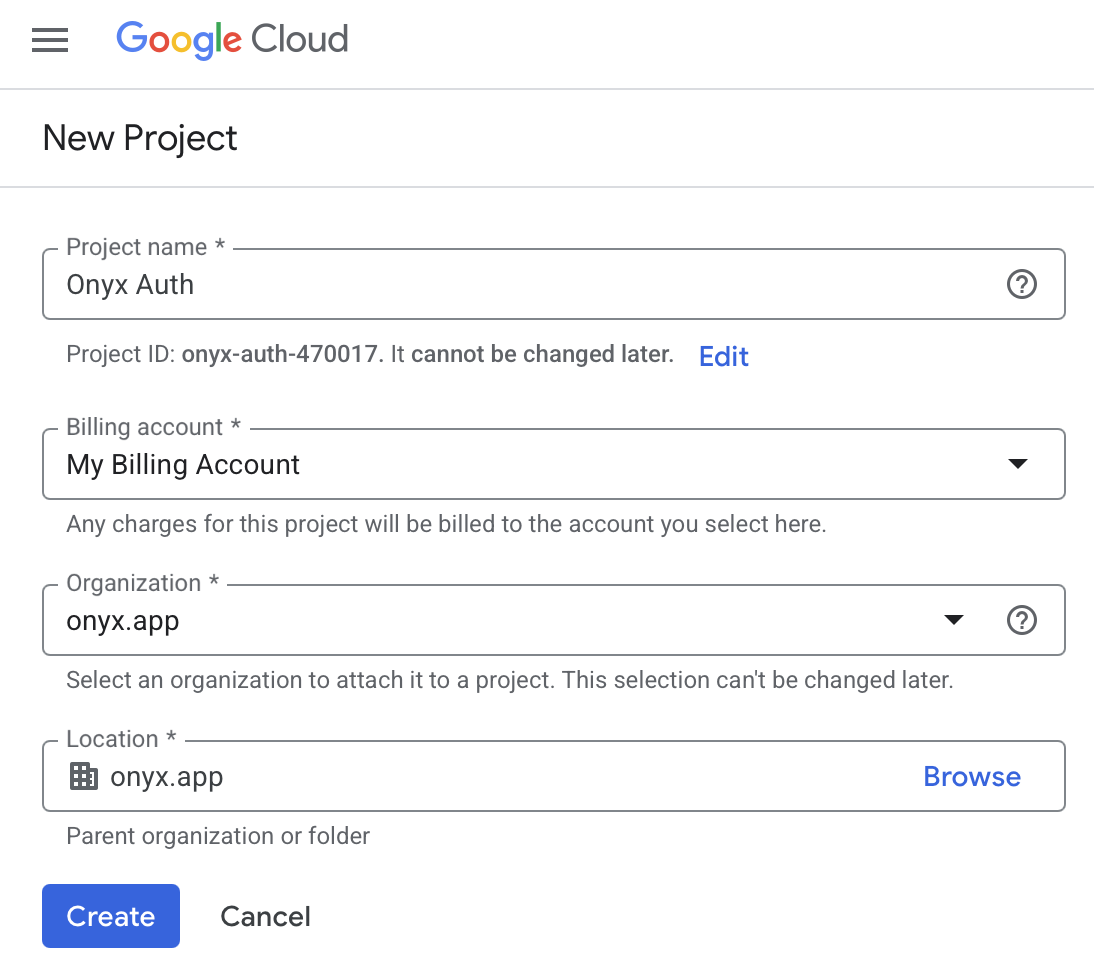 Google Cloud
New Project
Project name *
Onyx Auth
Project ID: onyx-auth-470017. It cannot be changed later. Edit
Billing account *
My Billing Account
Any charges for this project will be billed to the account you select here.
Organization *
onyx.app
Select an organization to attach it to a project. This selection can't be changed later.
Location *
onyx.app Browse
Parent organization or folder
Create Cancel